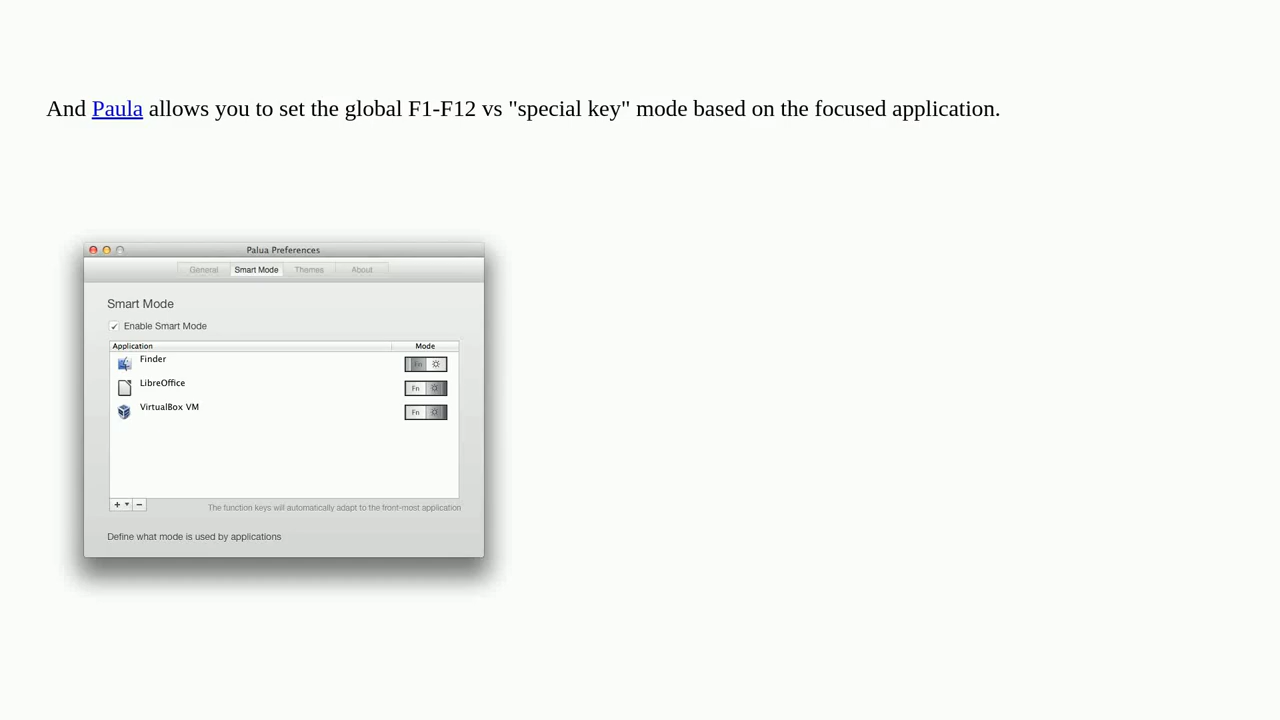 And Paula allows you to set the global F1-F12 vs "special key" mode based on the focused application.
Palua Preferences
General Smart Mode Themes About
Smart Mode
✓ Enable Smart Mode
Application Mode
Finder Fn
LibreOffice Fn
VirtualBox VM Fn
+ −
The function keys will automatically adapt to the front-most application
Define what mode is used by applications